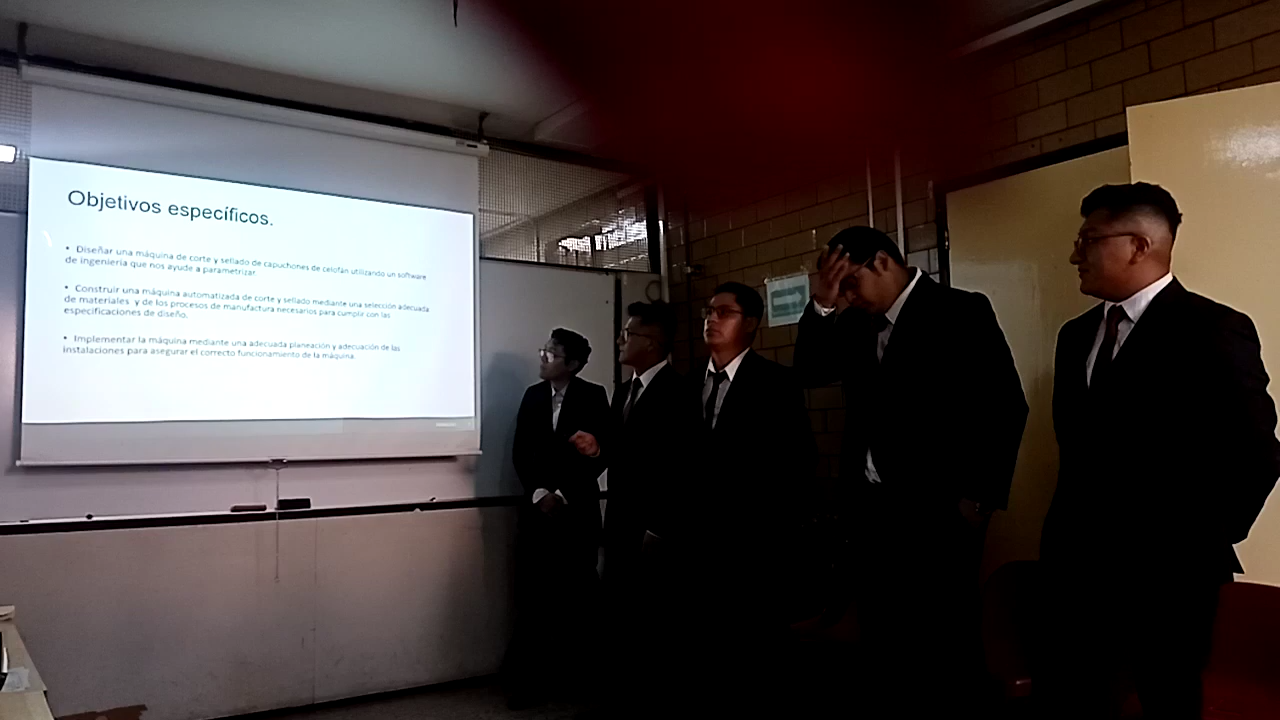 Objetivos específicos.
• Diseñar una máquina de corte y sellado de capuchones de celofán utilizando un software
de ingeniería que nos ayude a parametrizar.
• Construir una máquina automatizada de corte y sellado mediante una selección adecuada
de materiales y de los procesos de manufactura necesarios para cumplir con las
especificaciones de diseño.
• Implementar la máquina mediante una adecuada planeación y adecuación de las
instalaciones para asegurar el correcto funcionamiento de la máquina.